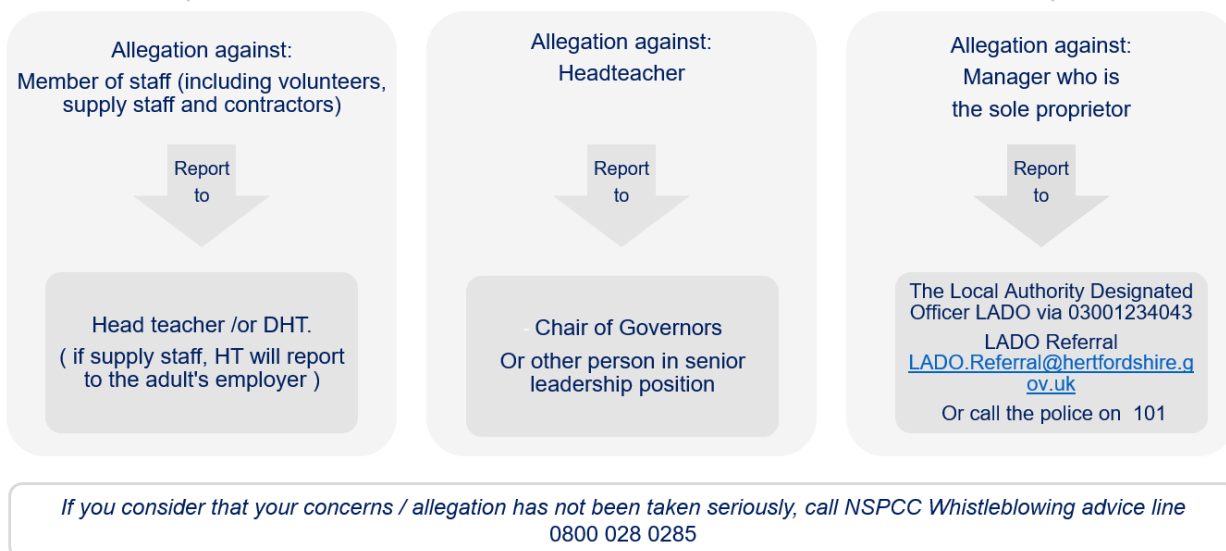 Allegation against:
Member of staff (including volunteers,
supply staff and contractors)
Report
to
Head teacher /or DHT.
( if supply staff, HT will report
to the adult's employer )
Allegation against:
Headteacher
Report
to
- Chair of Governors
Or other person in senior
leadership position
Allegation against:
Manager who is
the sole proprietor
Report
to
The Local Authority Designated
Officer LADO via 03001234043
LADO Referral
LADO.Referral@hertfordshire.g
ov.uk
Or call the police on 101
If you consider that your concerns / allegation has not been taken seriously, call NSPCC Whistleblowing advice line
0800 028 0285